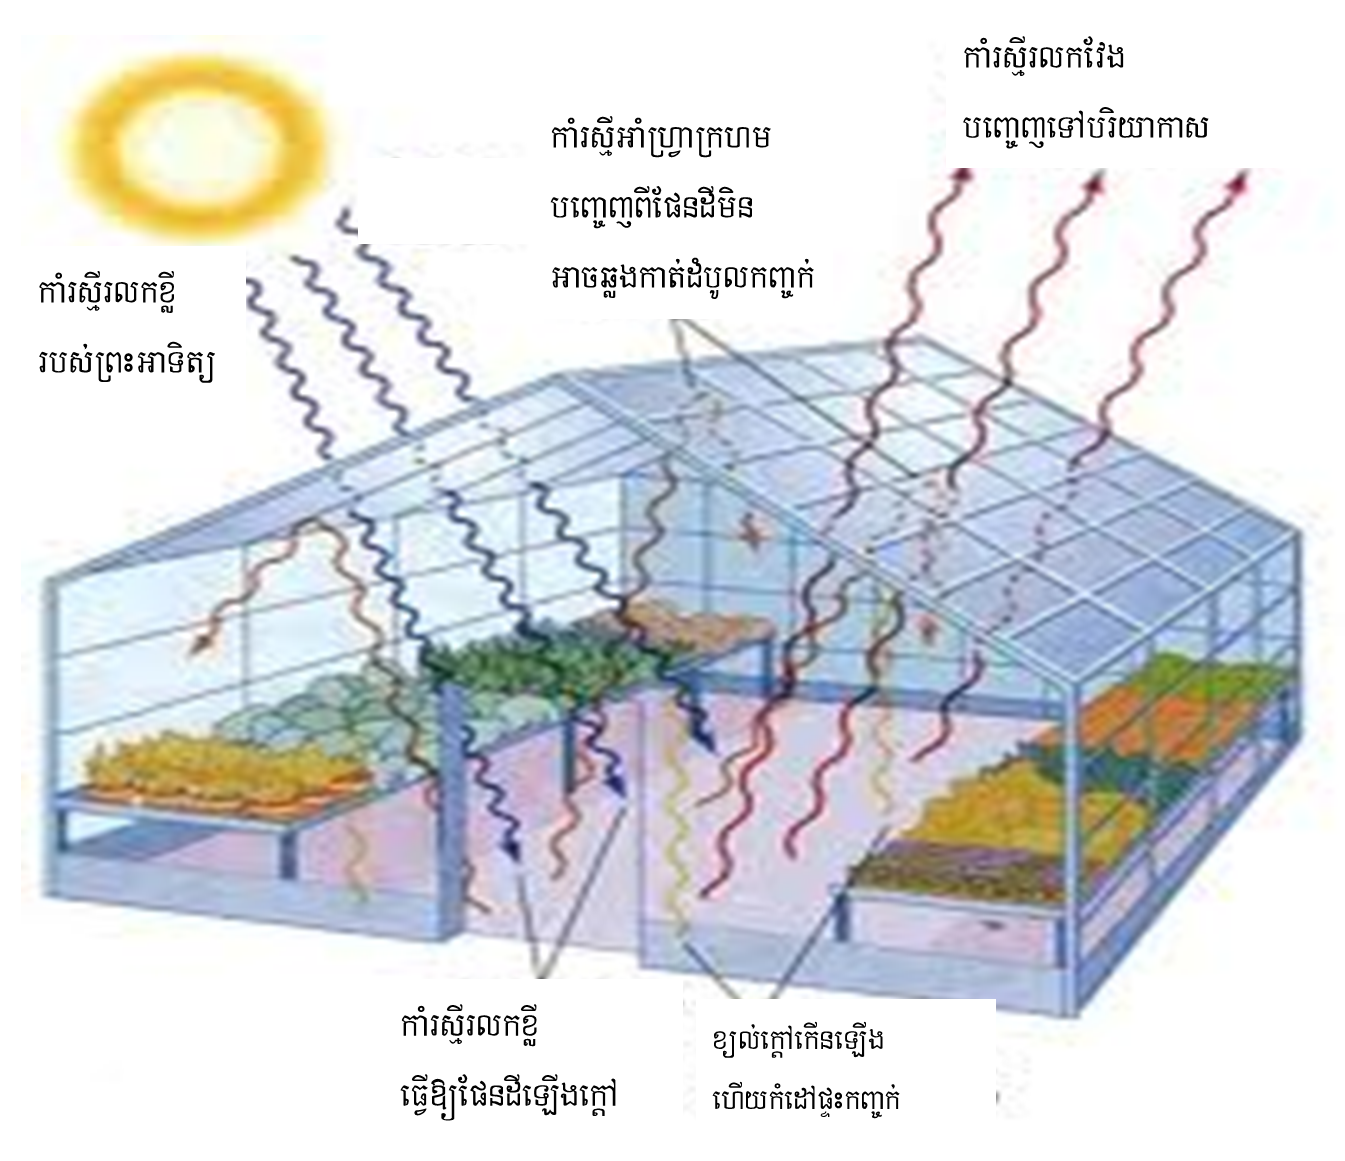 កាំរស្មីរលកវែង
បញ្ចេញទៅបរិយាកាស
កាំរស្មីអាំហ្វ្រាក្រហម
បញ្ចេញពីផែនដីមិន
អាចឆ្លងកាត់ដំបូលកញ្ចក់
កាំរស្មីរលកខ្លី
របស់ព្រះអាទិត្យ
កាំរស្មីរលកខ្លី
ធ្វើឱ្យផែនដីឡើងក្តៅ
ខ្យល់ក្តៅកើនឡើង
ហើយកំដៅផ្ទះកញ្ចក់